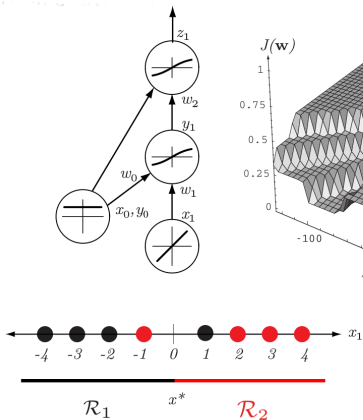 z₁
J(w)
1
w₂
0.75
y₁
0.5
w₀
w₁
0.25
x₀, y₀
x₁
0
-100
x₁
-4 -3 -2 -1 0 1 2 3 4
x*
R₁
R₂